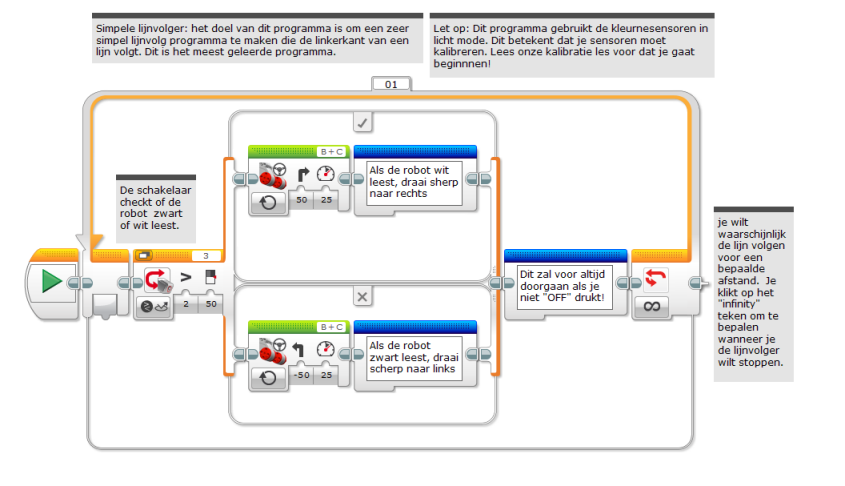 Simpele lijnvolger: het doel van dit programma is om een zeer
simpel lijnvolg programma te maken die de linkerkant van een
lijn volgt. Dit is het meest geleerde programma.
Let op: Dit programma gebruikt de kleurnesensoren in
licht mode. Dit betekent dat je sensoren moet
kalibreren. Lees onze kalibratie les voor dat je gaat
beginnnen!
01
B+C
Als de robot wit
leest, draai sherp
naar rechts
50 25
De schakelaar
checkt of de
robot zwart
of wit leest.
3
>
2 50
je wilt
waarschijnlijk
de lijn volgen
voor een
bepaalde
afstand. Je
klikt op het
"infinity"
teken om te
bepalen
wanneer je
de lijnvolger
wilt stoppen.
Dit zal voor altijd
doorgaan als je
niet "OFF" drukt!
∞
B+C
Als de robot
zwart leest, draai
scherp naar links
-50 25